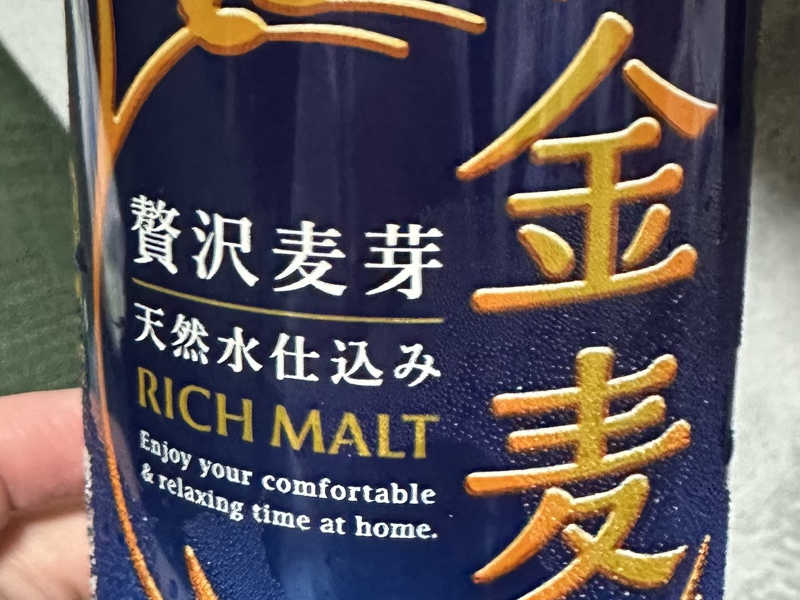 金麦
贅沢麦芽
天然水仕込み
RICH MALT
Enjoy your comfortable
& relaxing time at home.